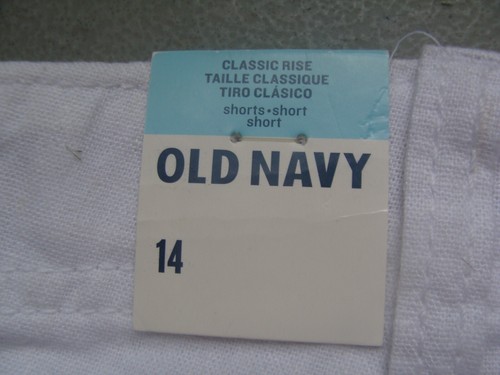 CLASSIC RISE
TAILLE CLASSIQUE
TIRO CLÁSICO
shorts•short
short
OLD NAVY
14